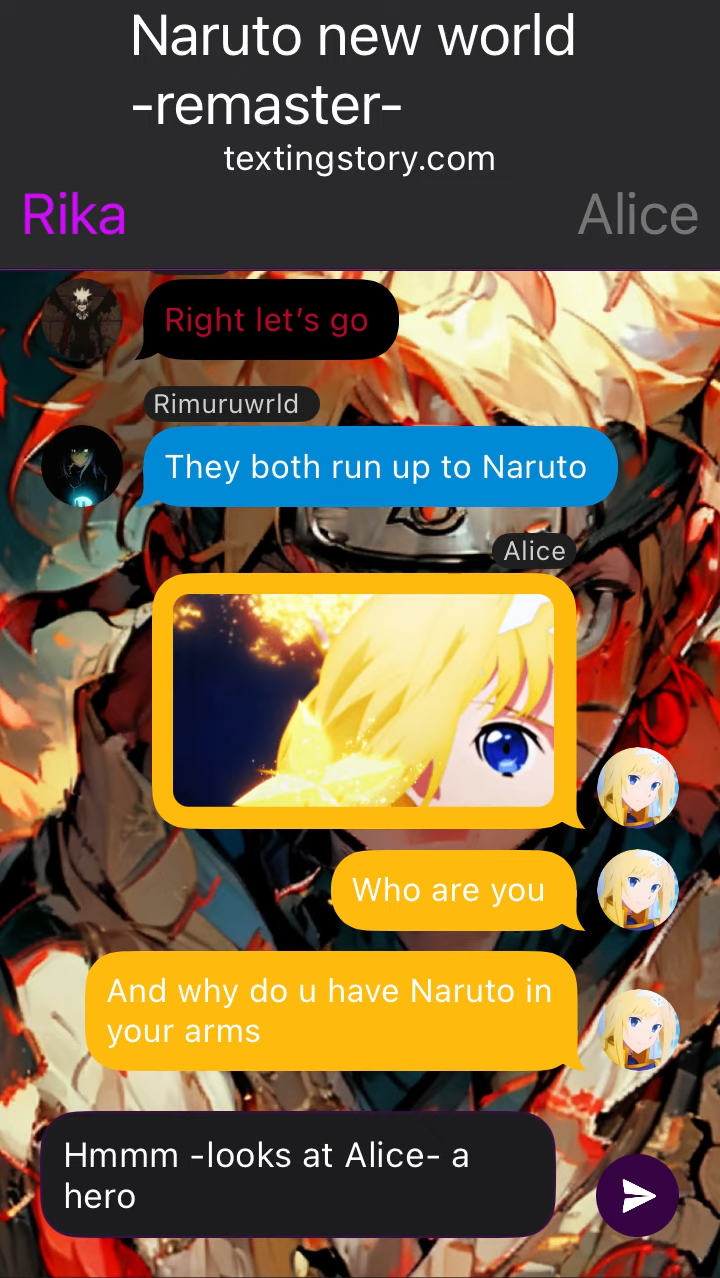 Naruto new world
-remaster-
textingstory.com
Rika
Alice
Right let’s go
Rimuruwrld
They both run up to Naruto
Alice
Who are you
And why do u have Naruto in
your arms
Hmmm -looks at Alice- a
hero